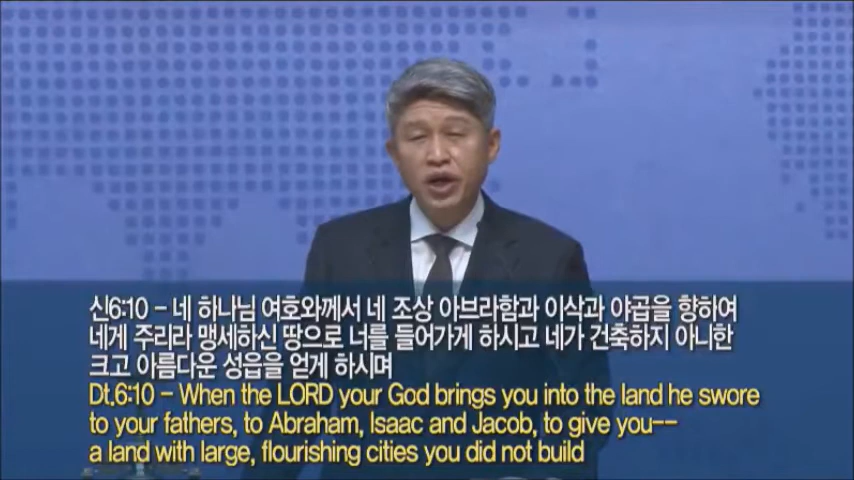 신6:10 - 네 하나님 여호와께서 네 조상 아브라함과 이삭과 야곱을 향하여
네게 주리라 맹세하신 땅으로 너를 들어가게 하시고 네가 건축하지 아니한
크고 아름다운 성읍을 얻게 하시며
Dt.6:10 - When the LORD your God brings you into the land he swore
to your fathers, to Abraham, Isaac and Jacob, to give you--
a land with large, flourishing cities you did not build